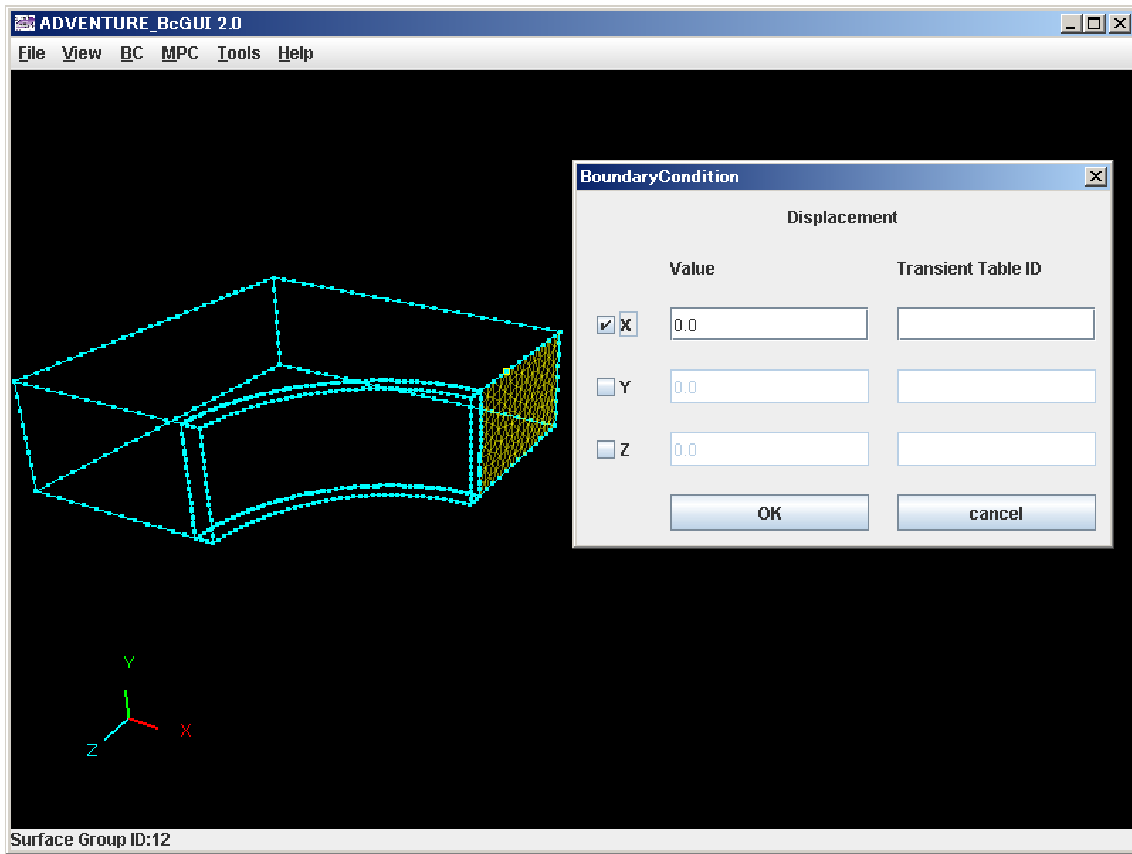 ADVENTURE_BcGUI 2.0
File View BC MPC Tools Help
BoundaryCondition
Displacement
Value Transient Table ID
X 0.0
Y 0.0
Z 0.0
OK cancel
Y
X
Z
Surface Group ID:12